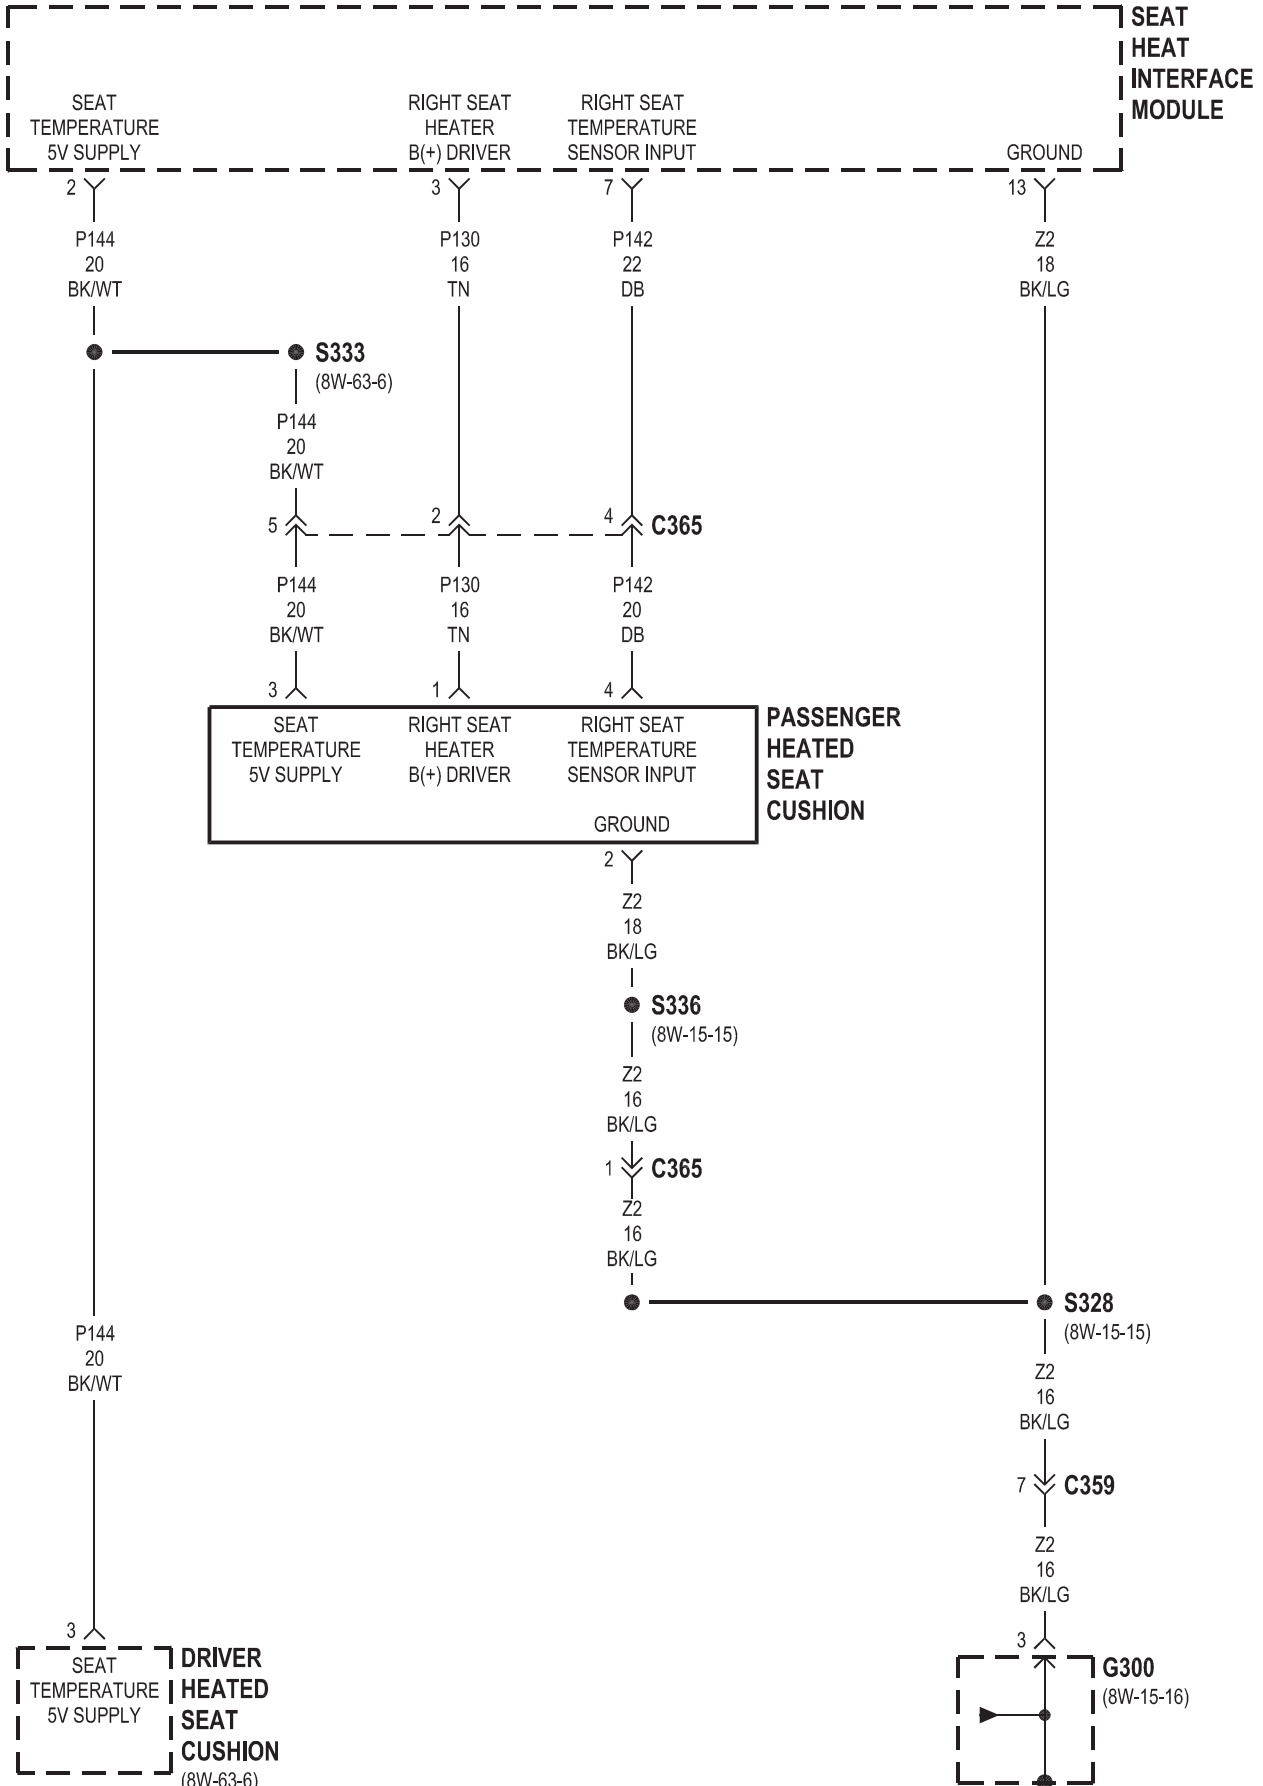 SEAT
HEAT
INTERFACE
MODULE
SEAT
TEMPERATURE
5V SUPPLY
RIGHT SEAT
HEATER
B(+) DRIVER
RIGHT SEAT
TEMPERATURE
SENSOR INPUT
GROUND
2
3
7
13
P144
20
BK/WT
P130
16
TN
P142
22
DB
Z2
18
BK/LG
S333
(8W-63-6)
P144
20
BK/WT
5
2
4
C365
P144
20
BK/WT
P130
16
TN
P142
20
DB
3
1
4
SEAT
TEMPERATURE
5V SUPPLY
RIGHT SEAT
HEATER
B(+) DRIVER
RIGHT SEAT
TEMPERATURE
SENSOR INPUT
GROUND
PASSENGER
HEATED
SEAT
CUSHION
2
Z2
18
BK/LG
S336
(8W-15-15)
Z2
16
BK/LG
1
C365
Z2
16
BK/LG
S328
(8W-15-15)
P144
20
BK/WT
Z2
16
BK/LG
7
C359
Z2
16
BK/LG
3
3
SEAT
TEMPERATURE
5V SUPPLY
DRIVER
HEATED
SEAT
CUSHION
(8W-63-6)
G300
(8W-15-16)